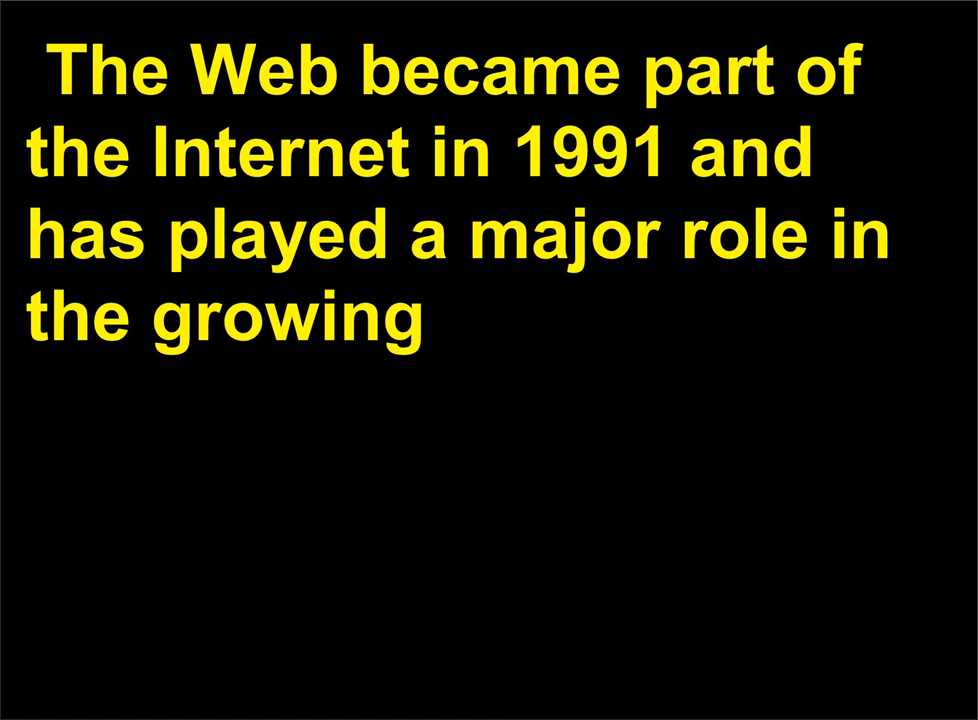 The Web became part of
the Internet in 1991 and
has played a major role in
the growing